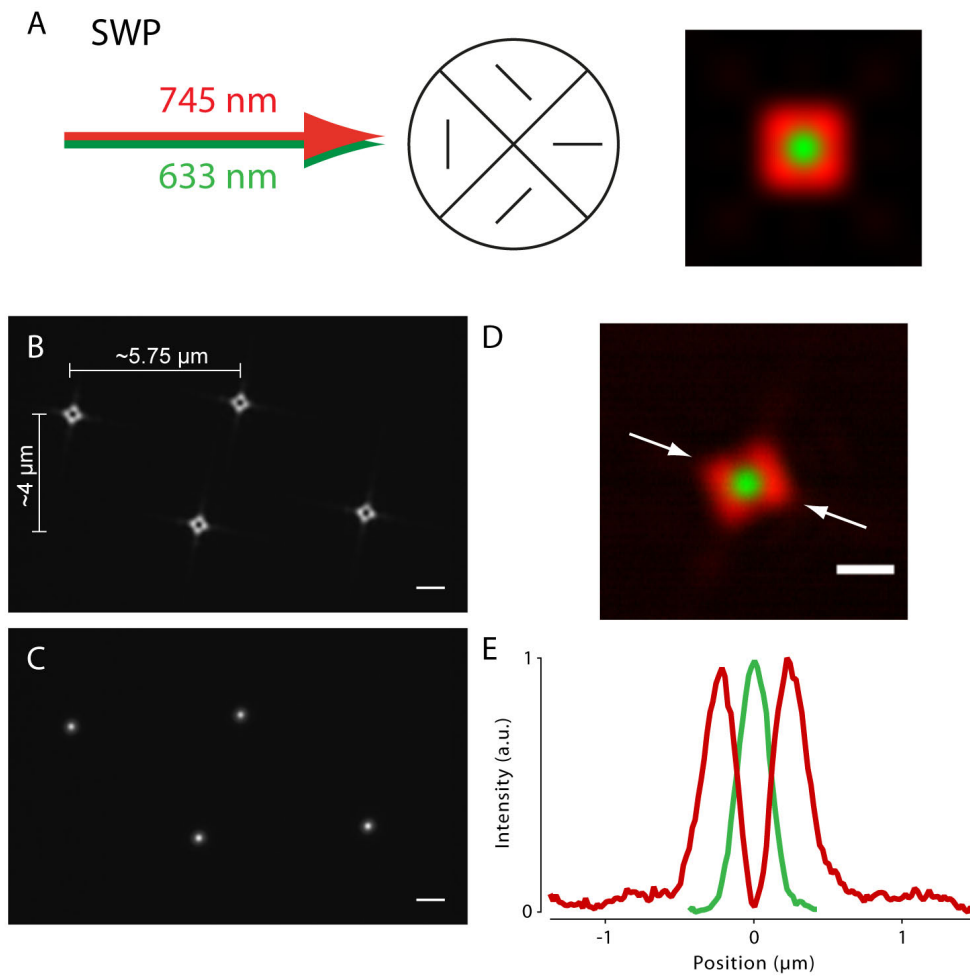 A
SWP
745 nm
633 nm
B
~5.75 µm
~4 µm
C
D
E
1
Intensity (a.u.)
0
-1
0
1
Position (µm)